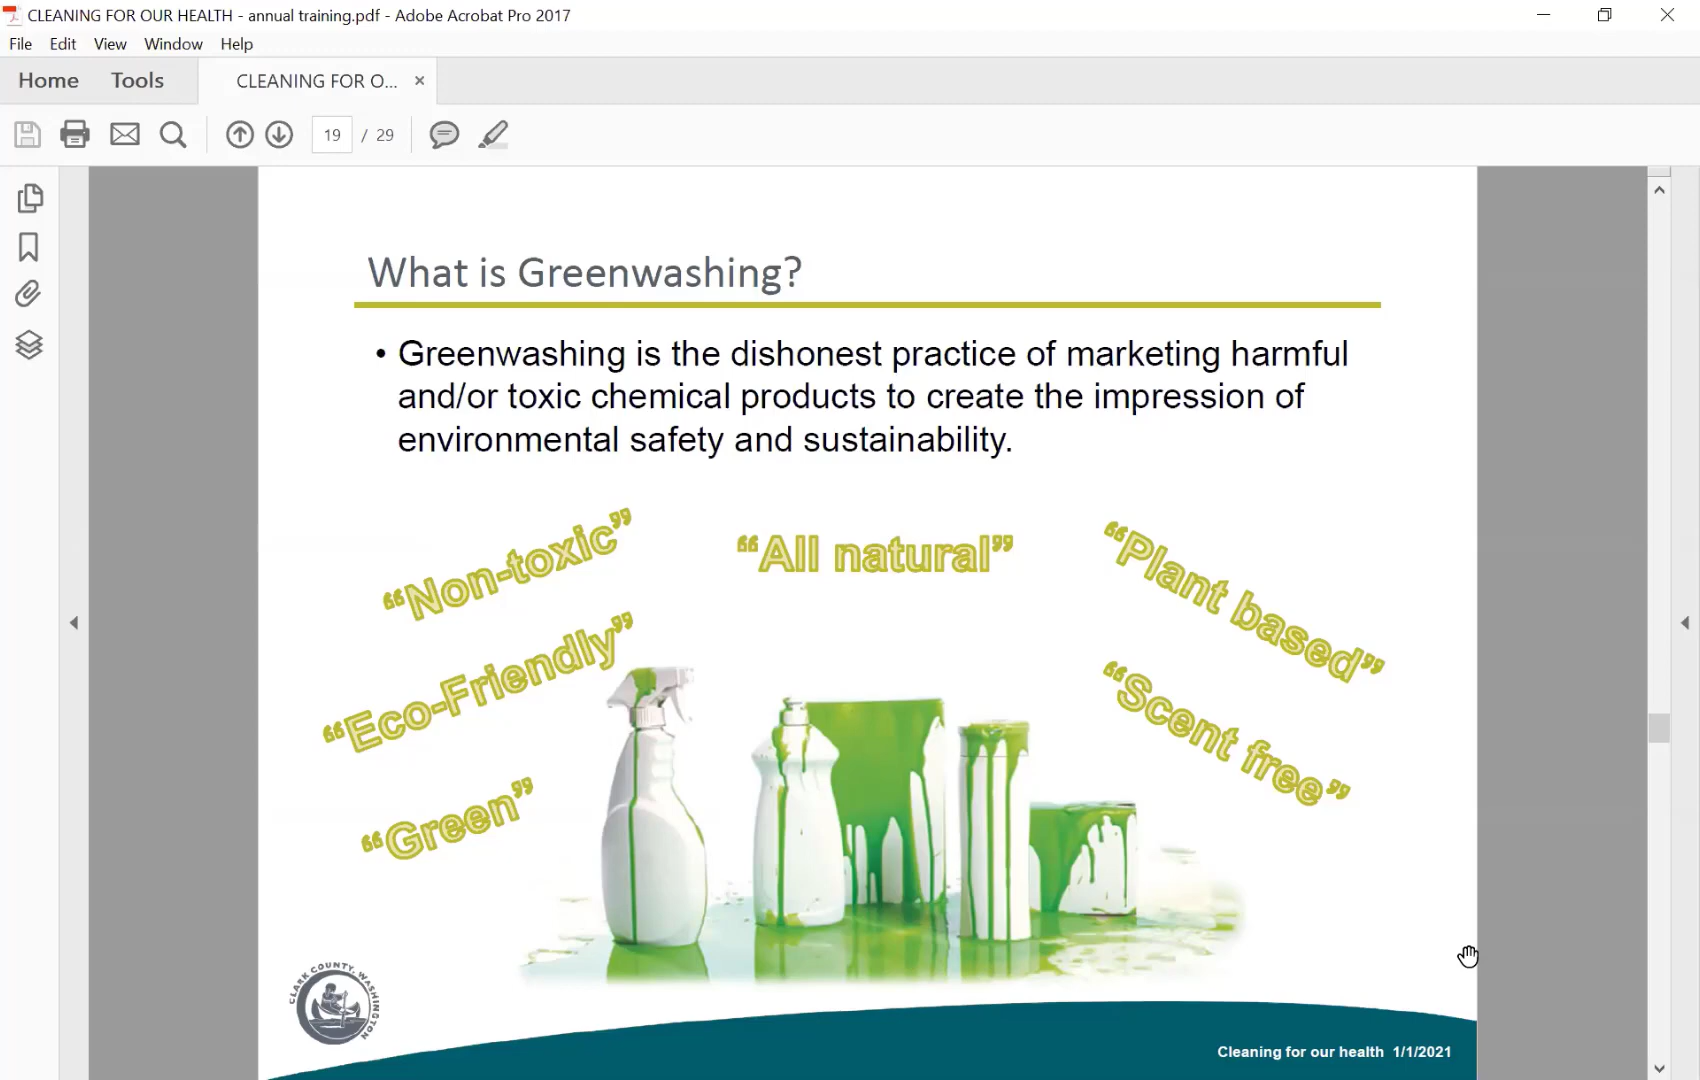 CLEANING FOR OUR HEALTH - annual training.pdf - Adobe Acrobat Pro 2017
File Edit View Window Help
Home Tools CLEANING FOR O... ×
19 / 29
What is Greenwashing?
• Greenwashing is the dishonest practice of marketing harmful
and/or toxic chemical products to create the impression of
environmental safety and sustainability.
“Non-toxic”
“All natural”
“Plant based”
“Eco-Friendly”
“Scent free”
“Green”
CLARK COUNTY, WASHINGTON
Cleaning for our health 1/1/2021